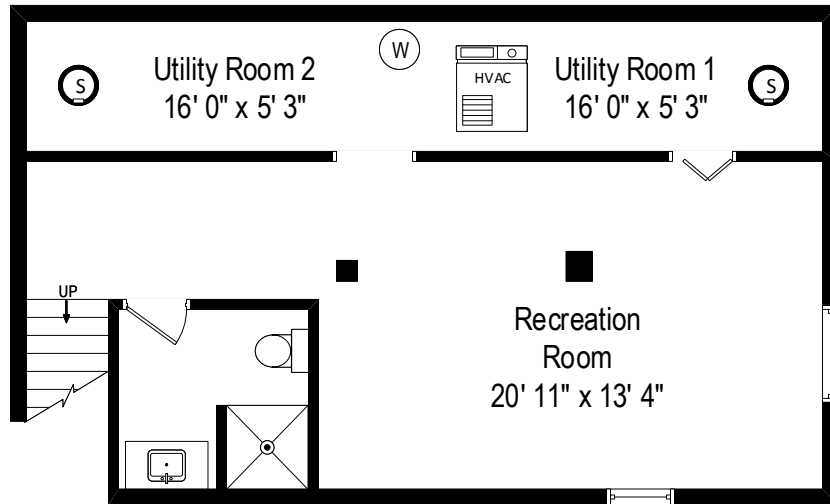 Utility Room 2
16' 0" x 5' 3"
S
W
HVAC
Utility Room 1
16' 0" x 5' 3"
S
UP
Recreation
Room
20' 11" x 13' 4"